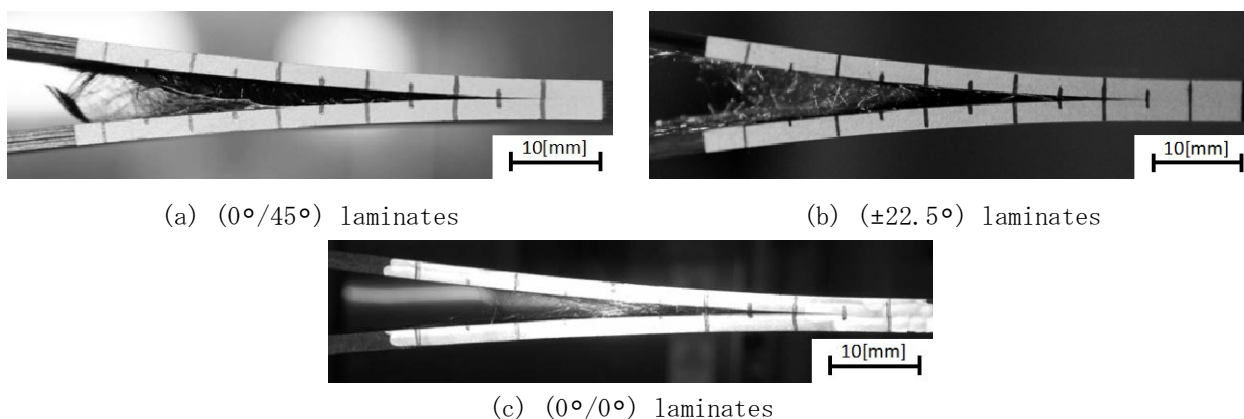 10[mm]
10[mm]
(a) (0°/45°) laminates
(b) (±22.5°) laminates
10[mm]
(c) (0°/0°) laminates